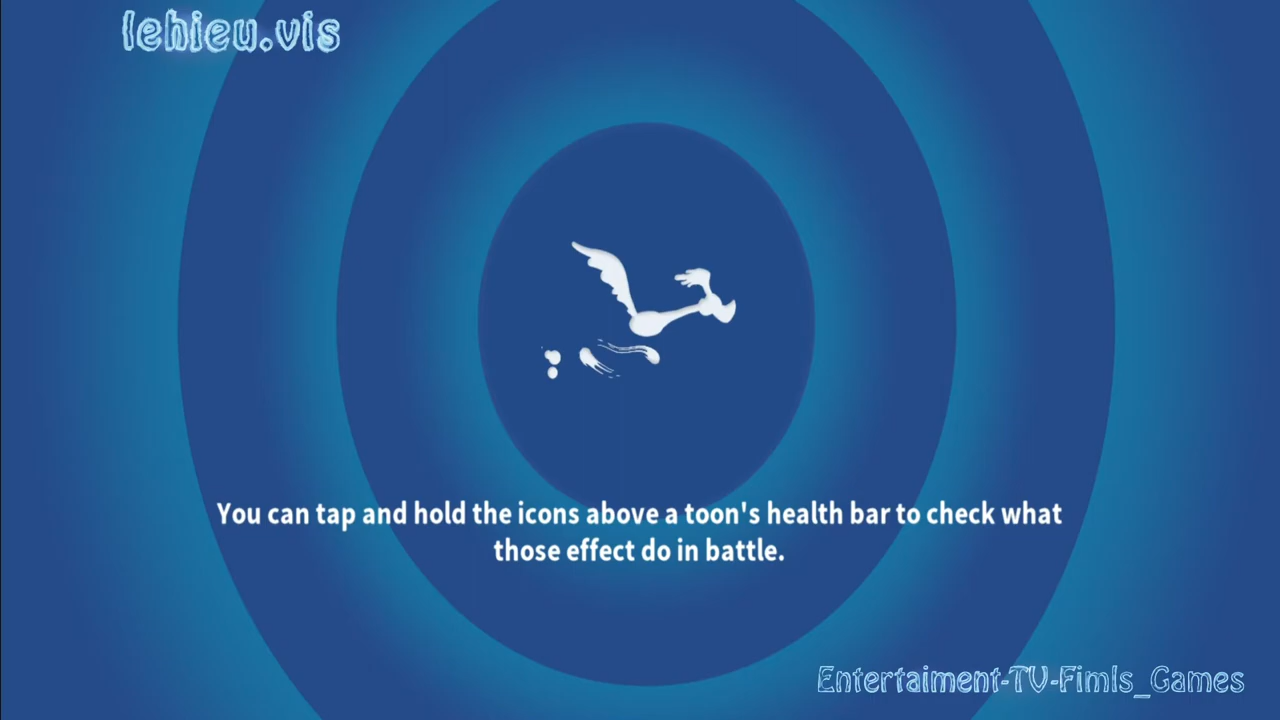 lehieu.vis
You can tap and hold the icons above a toon's health bar to check what
those effect do in battle.
Entertaiment-TV-Fimls_Games